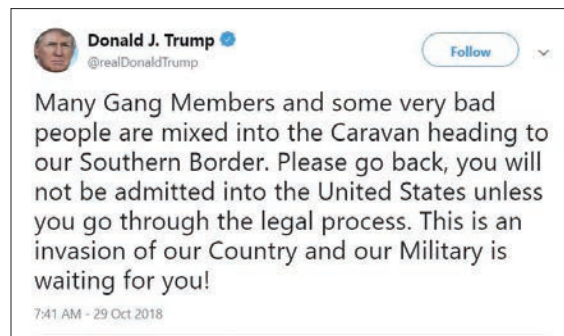 Donald J. Trump
@realDonaldTrump
Follow
Many Gang Members and some very bad
people are mixed into the Caravan heading to
our Southern Border. Please go back, you will
not be admitted into the United States unless
you go through the legal process. This is an
invasion of our Country and our Military is
waiting for you!
7:41 AM - 29 Oct 2018